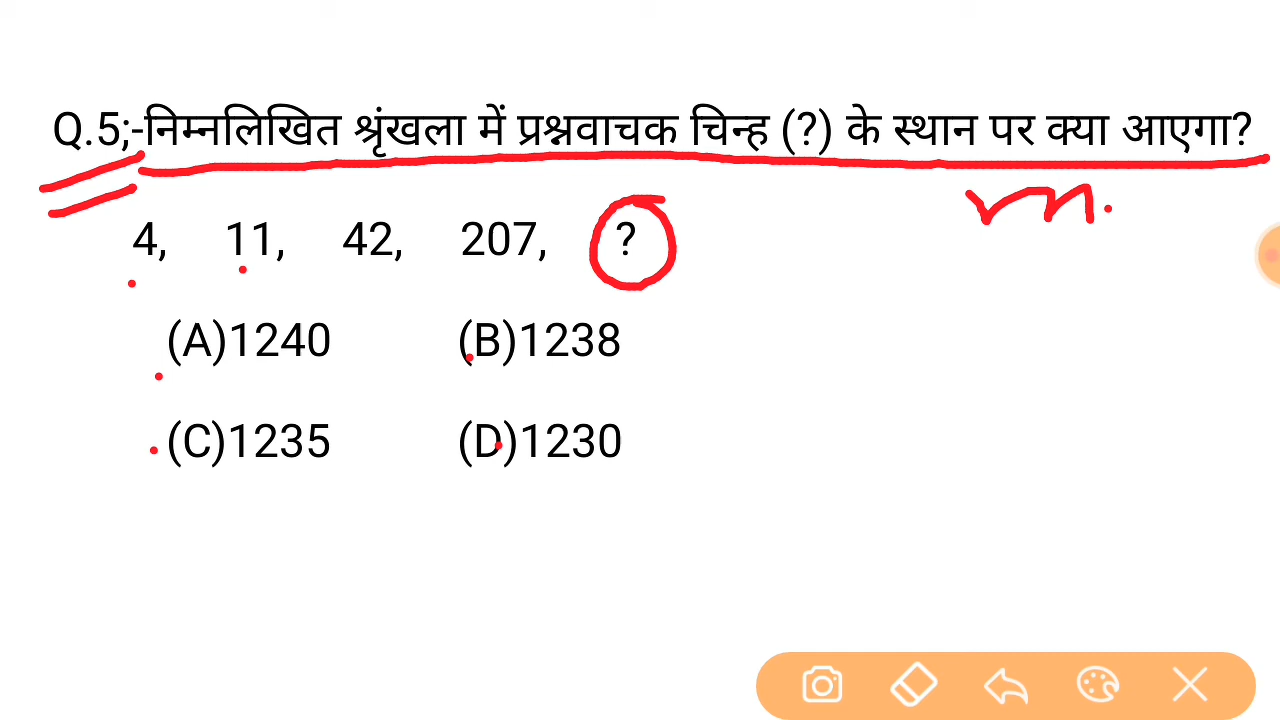 Q.5;-निम्नलिखित श्रृंखला में प्रश्नवाचक चिन्ह (?) के स्थान पर क्या आएगा?
4, 11, 42, 207, ?
(A)1240 (B)1238
(C)1235 (D)1230